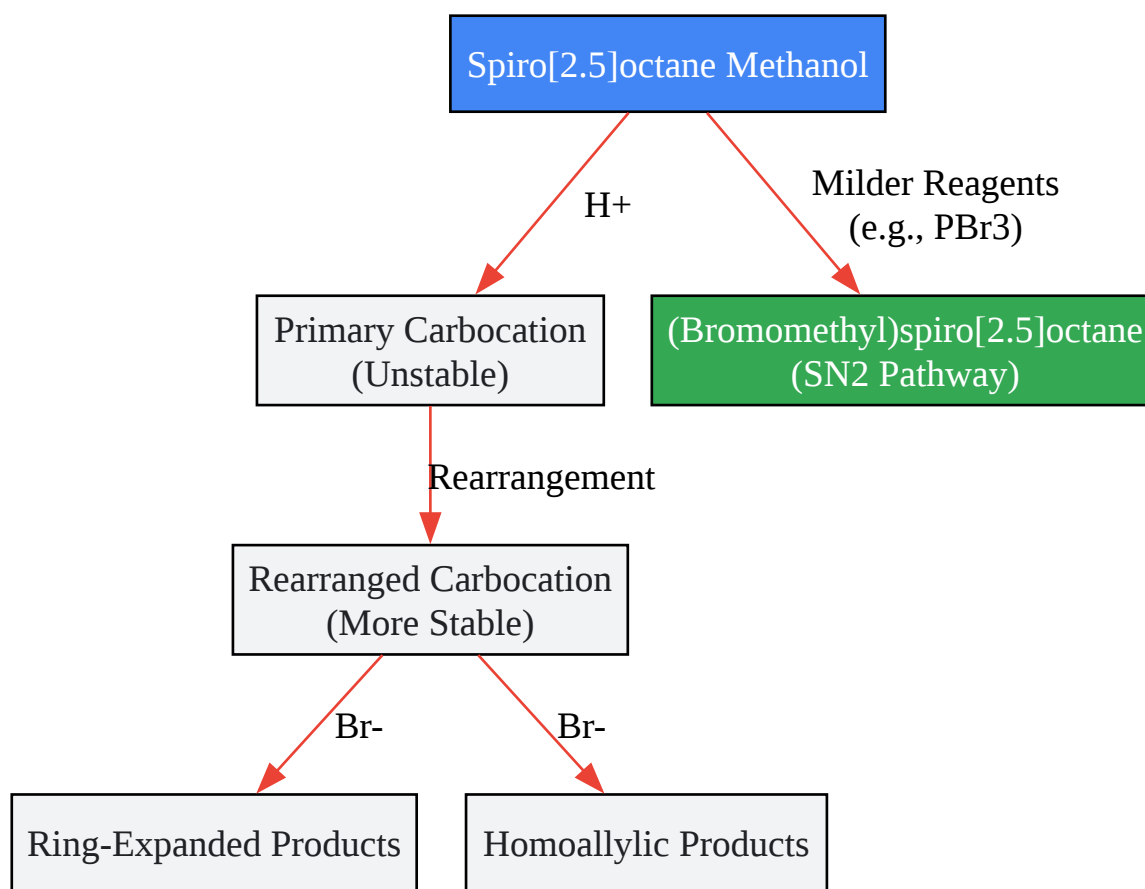 Spiro[2.5]octane Methanol
H+
Milder Reagents
(e.g., PBr3)
Primary Carbocation
(Unstable)
(Bromomethyl)spiro[2.5]octane
(SN2 Pathway)
Rearrangement
Rearranged Carbocation
(More Stable)
Br-
Br-
Ring-Expanded Products
Homoallylic Products